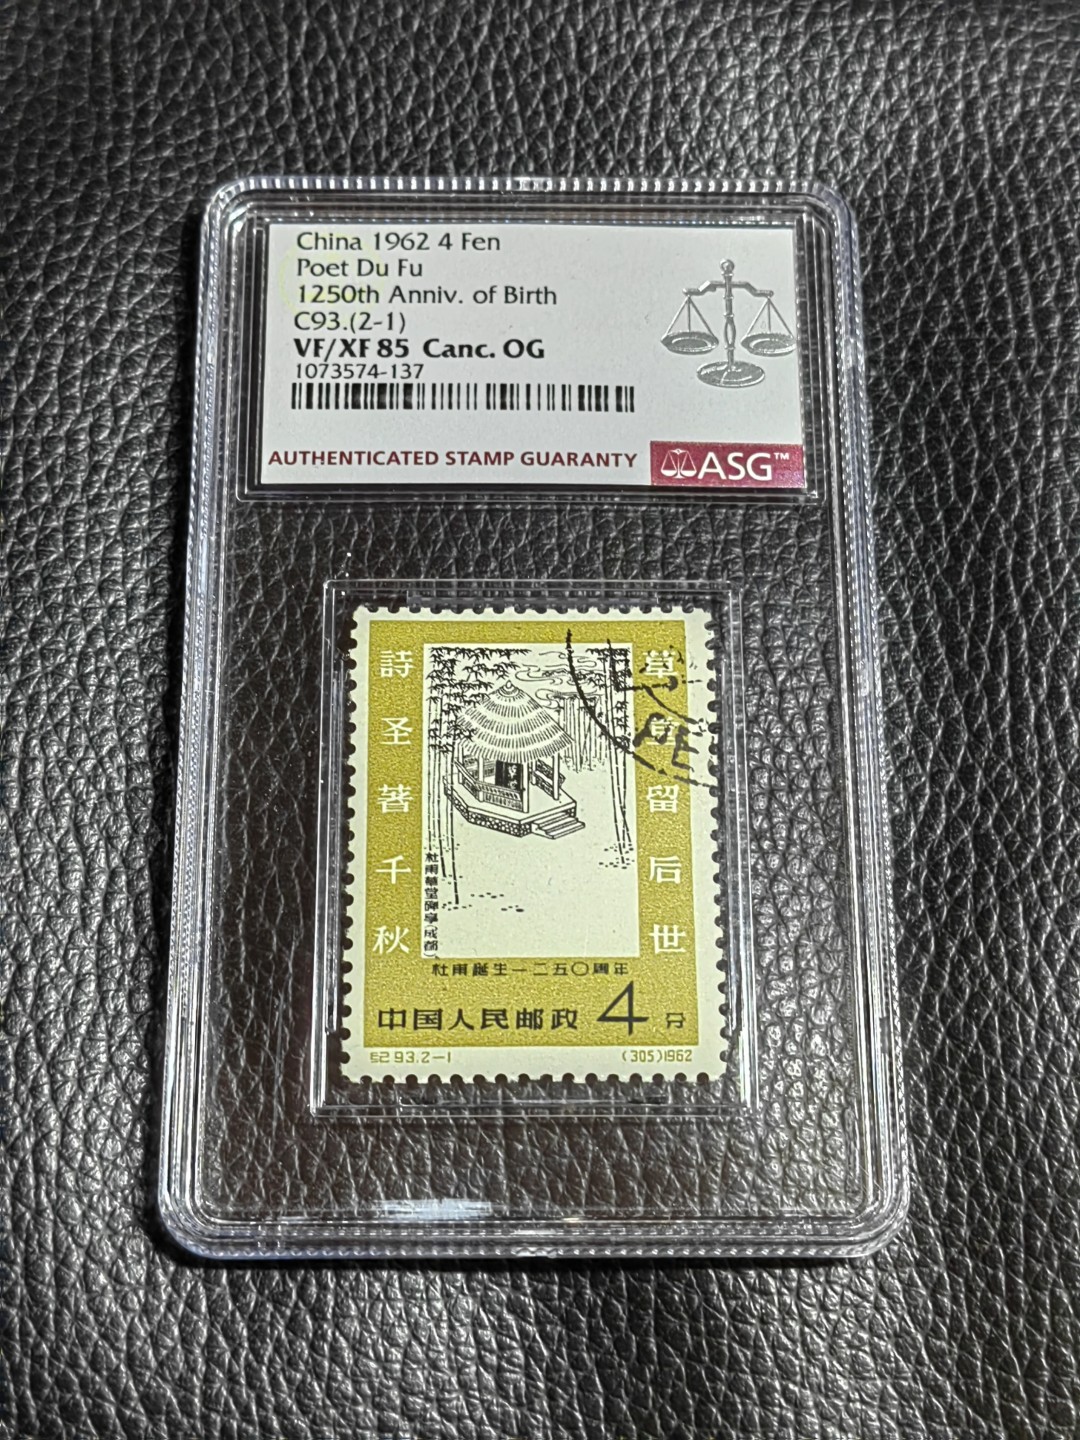 China 1962 4 Fen
Poet Du Fu
1250th Anniv. of Birth
C93.(2-1)
VF/XF 85 Canc. OG
1073574-137
AUTHENTICATED STAMP GUARANTY
ASG™
詩圣著千秋
草堂留后世
杜甫草堂碑亭(成都)
杜甫誕生一二五〇周年
中国人民邮政 4分
纪93.2-1
(305)1962